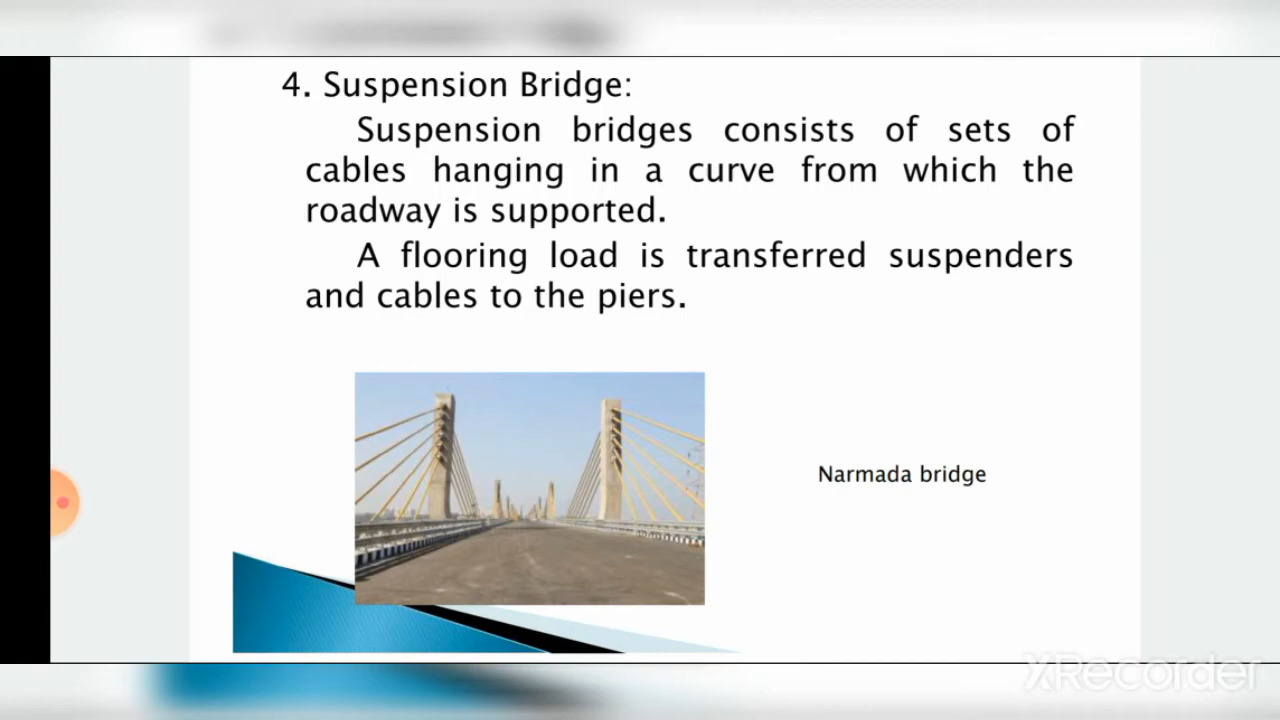 4. Suspension Bridge:
Suspension bridges consists of sets of
cables hanging in a curve from which the
roadway is supported.
A flooring load is transferred suspenders
and cables to the piers.
Narmada bridge
XRecorder